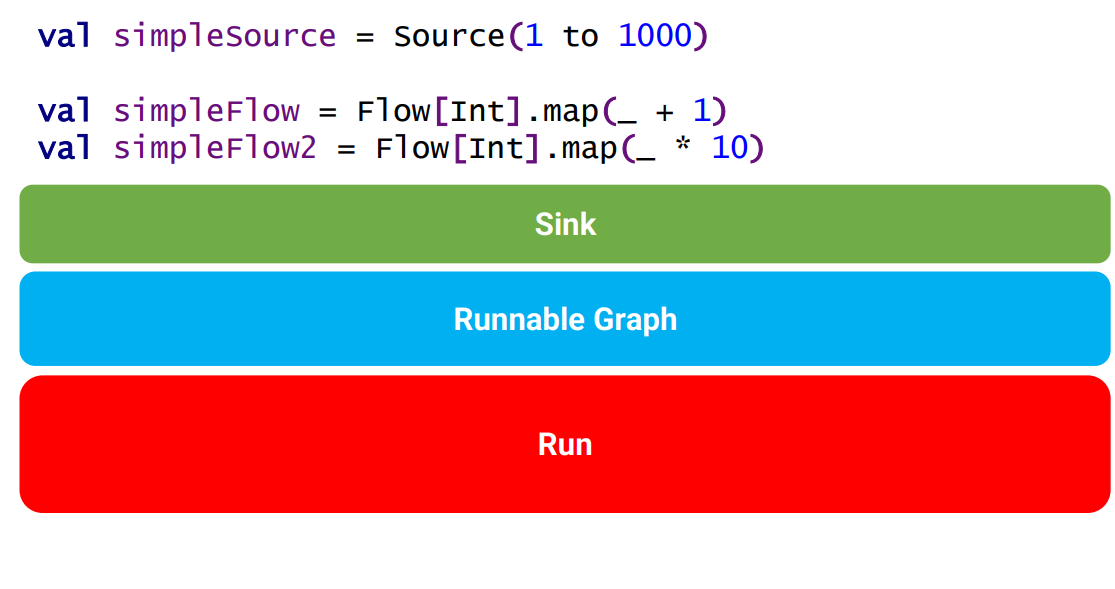 val simpleSource = Source(1 to 1000)
val simpleFlow = Flow[Int].map(_ + 1)
val simpleFlow2 = Flow[Int].map(_ * 10)
Sink
Runnable Graph
Run